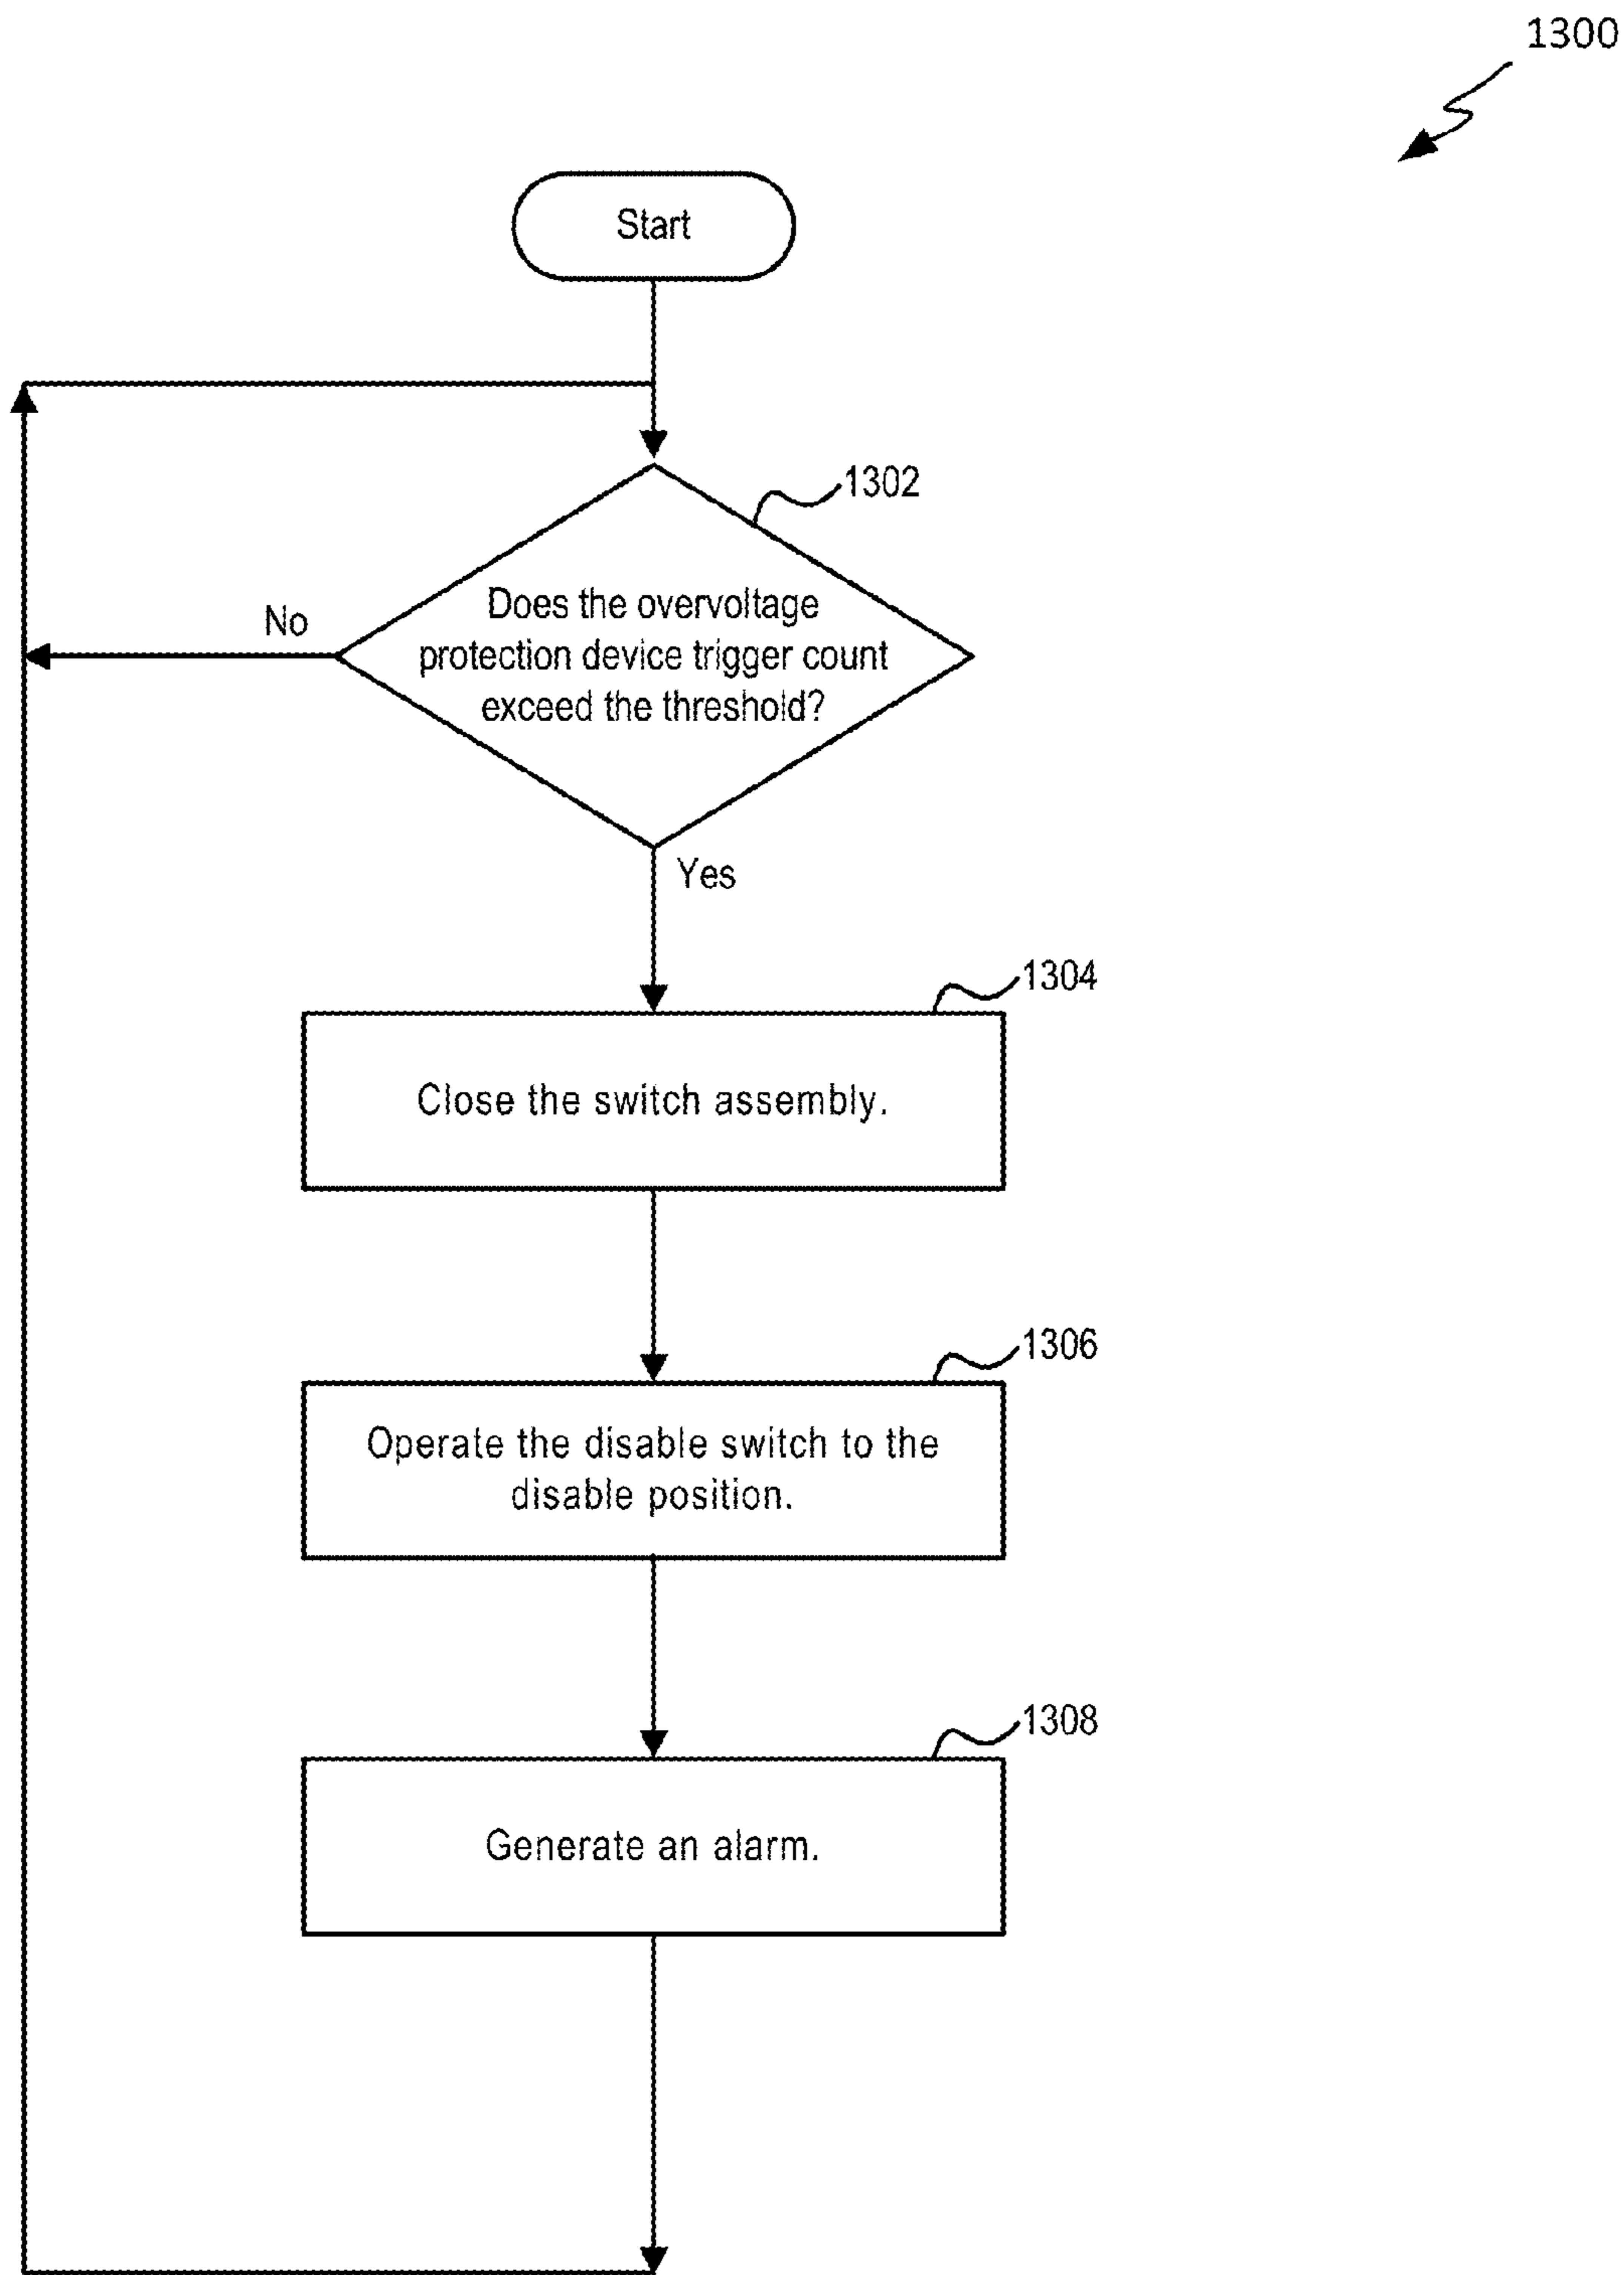 1300
Start
1302
Does the overvoltage
protection device trigger count
exceed the threshold?
No
Yes
1304
Close the switch assembly.
1306
Operate the disable switch to the
disable position.
1308
Generate an alarm.